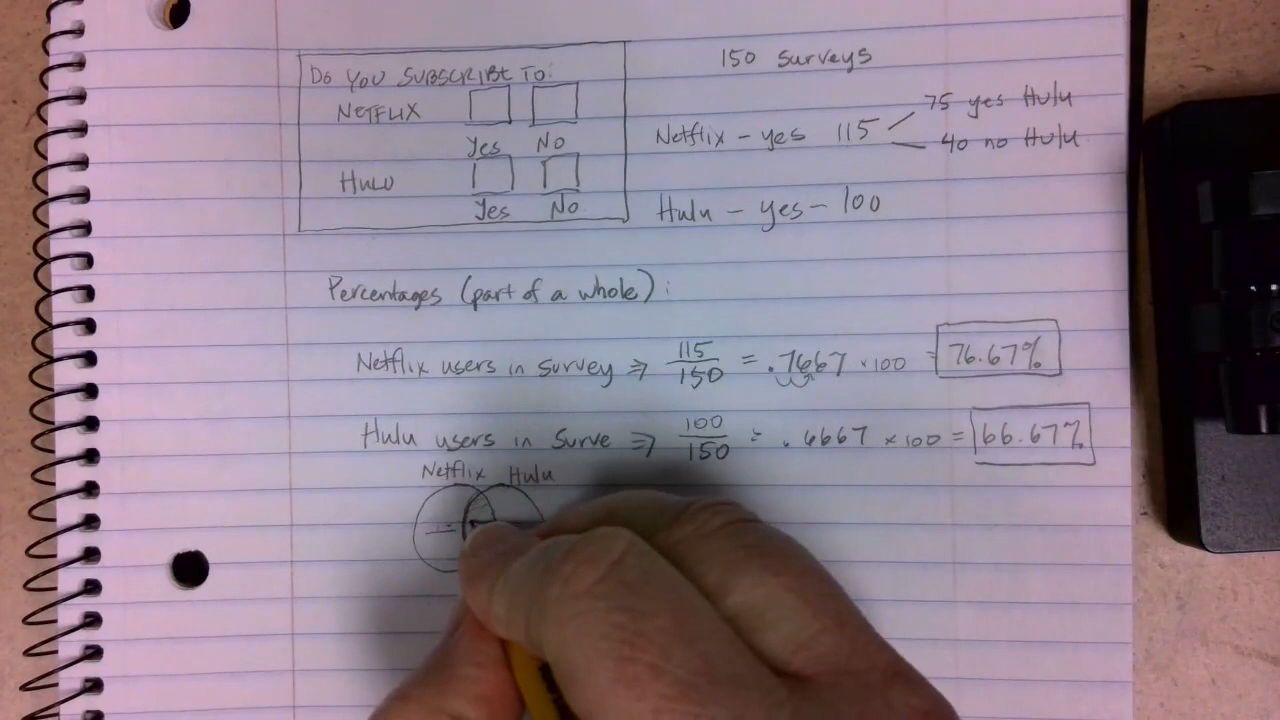 DO YOU SUBSCRIBE TO:
NETFLIX
Yes No
HULU
Yes No
150 surveys
75 yes Hulu
Netflix - yes 115
40 no Hulu
Hulu - yes - 100
Percentages (part of a whole):
Netflix users in survey ⇒ 115/150 = .7667 · 100 = 76.67%
Hulu users in surve ⇒ 100/150 = .6667 × 100 = 66.67%
Netflix Hulu